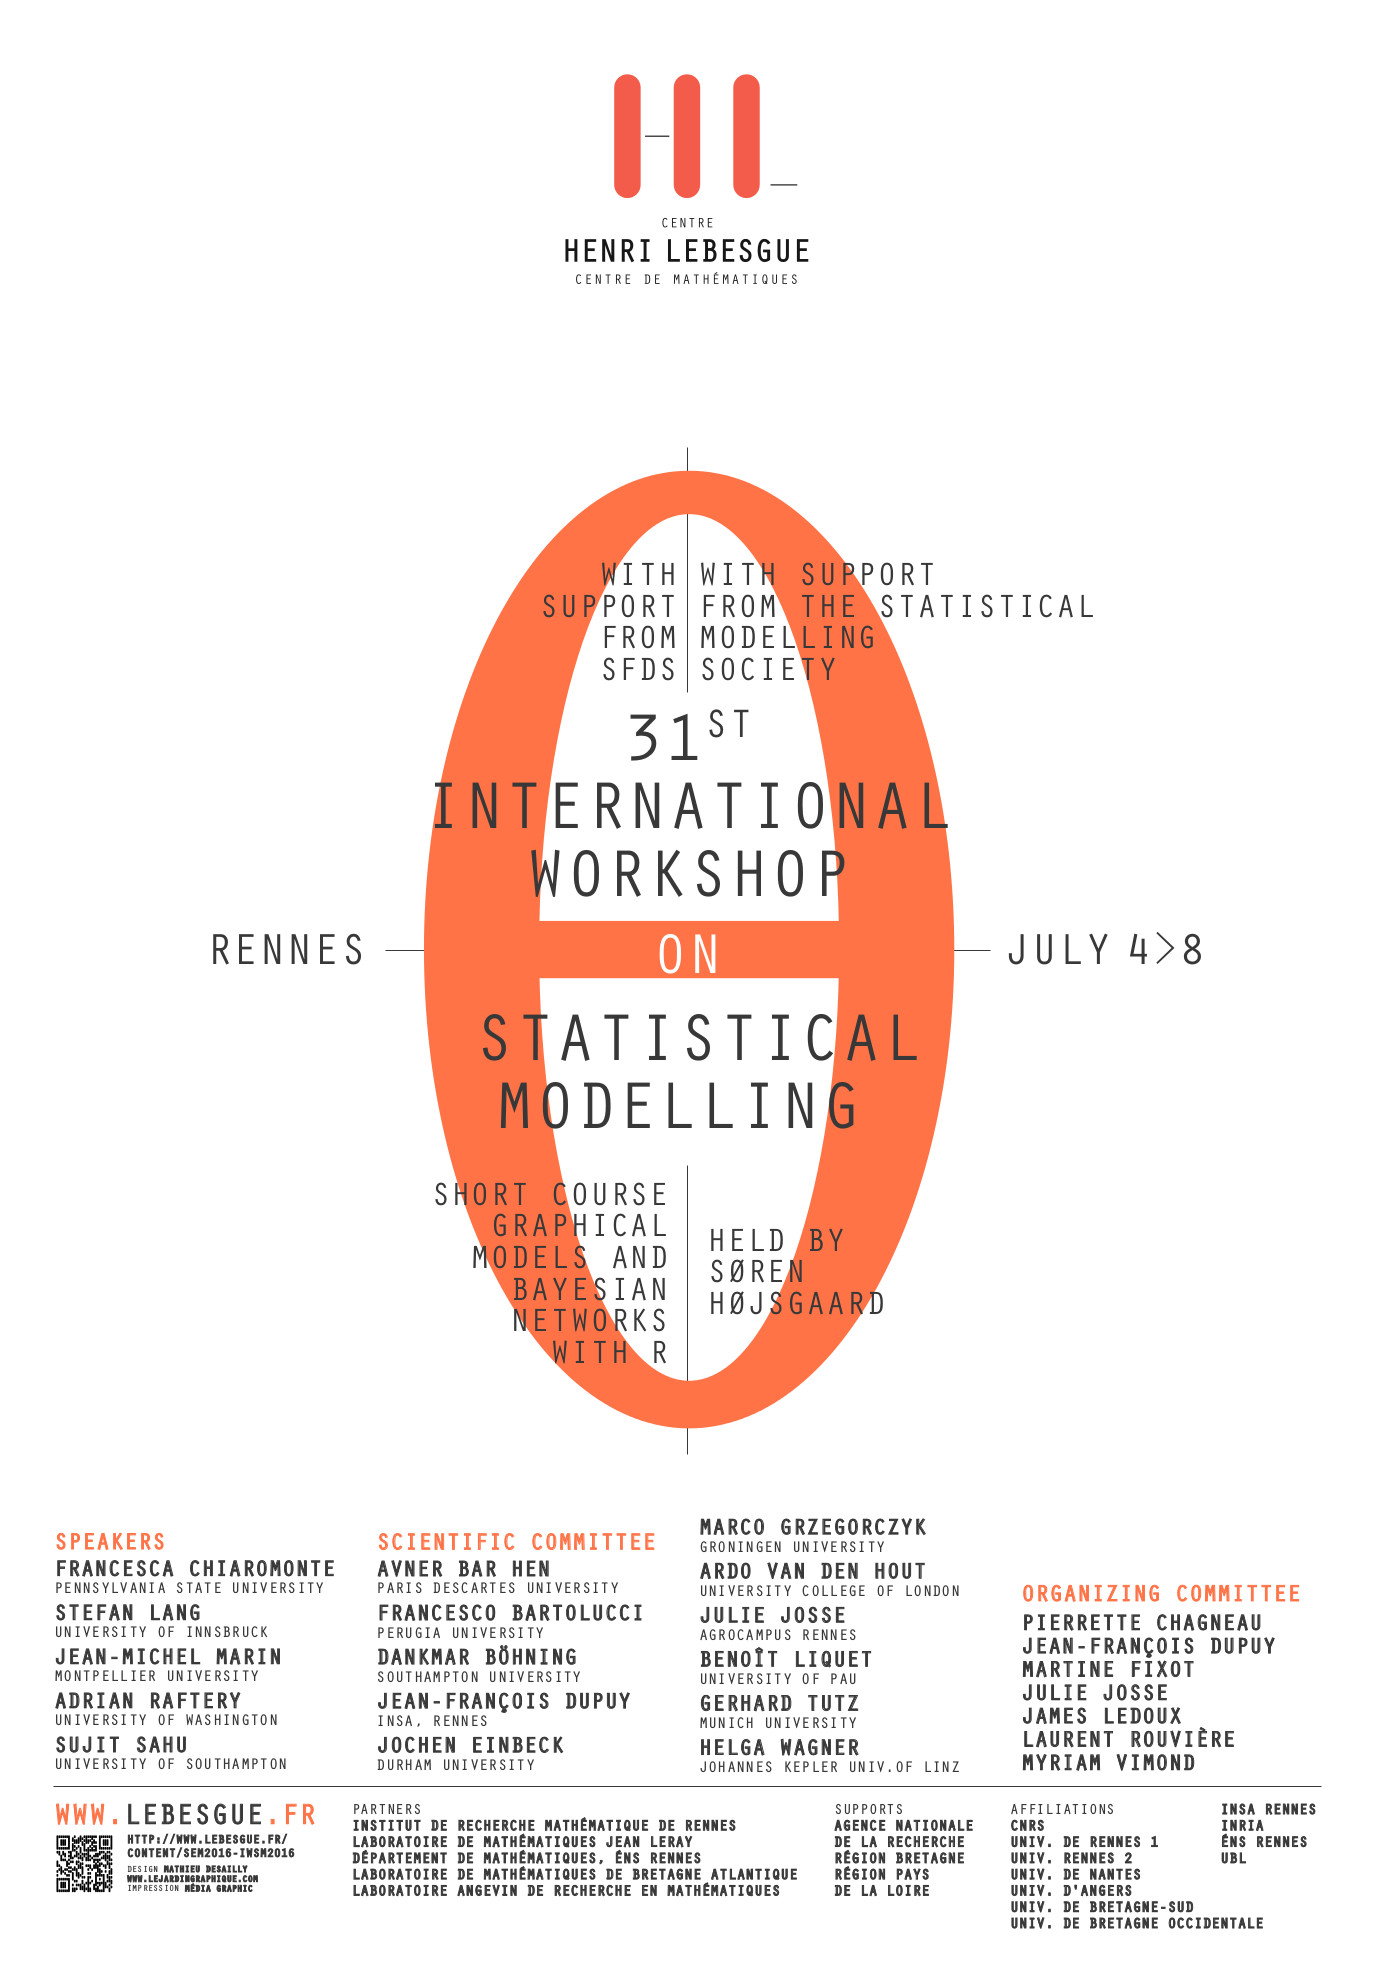 CENTRE
HENRI LEBESGUE
CENTRE DE MATHÉMATIQUES
WITH
SUPPORT
FROM
SFDS
WITH SUPPORT
FROM THE STATISTICAL
MODELLING
SOCIETY
31ST
INTERNATIONAL
WORKSHOP
RENNES
ON
JULY 4>8
STATISTICAL
MODELLING
SHORT COURSE
GRAPHICAL
MODELS AND
BAYESIAN
NETWORKS
WITH R
HELD BY
SØREN
HØJSGAARD
SPEAKERS
FRANCESCA CHIAROMONTE
PENNSYLVANIA STATE UNIVERSITY
STEFAN LANG
UNIVERSITY OF INNSBRUCK
JEAN-MICHEL MARIN
MONTPELLIER UNIVERSITY
ADRIAN RAFTERY
UNIVERSITY OF WASHINGTON
SUJIT SAHU
UNIVERSITY OF SOUTHAMPTON
SCIENTIFIC COMMITTEE
AVNER BAR HEN
PARIS DESCARTES UNIVERSITY
FRANCESCO BARTOLUCCI
PERUGIA UNIVERSITY
DANKMAR BÖHNING
SOUTHAMPTON UNIVERSITY
JEAN-FRANÇOIS DUPUY
INSA, RENNES
JOCHEN EINBECK
DURHAM UNIVERSITY
MARCO GRZEGORCZYK
GRONINGEN UNIVERSITY
ARDO VAN DEN HOUT
UNIVERSITY COLLEGE OF LONDON
JULIE JOSSE
AGROCAMPUS RENNES
BENOÎT LIQUET
UNIVERSITY OF PAU
GERHARD TUTZ
MUNICH UNIVERSITY
HELGA WAGNER
JOHANNES KEPLER UNIV.OF LINZ
ORGANIZING COMMITTEE
PIERRETTE CHAGNEAU
JEAN-FRANÇOIS DUPUY
MARTINE FIXOT
JULIE JOSSE
JAMES LEDOUX
LAURENT ROUVIÈRE
MYRIAM VIMOND
WWW.LEBESGUE.FR
HTTP://WWW.LEBESGUE.FR/
CONTENT/SEM2016-IWSM2016
DESIGN MATHIEU DESAILLY
WWW.LEJARDINGRAPHIQUE.COM
IMPRESSION MÉDIA GRAPHIC
PARTNERS
INSTITUT DE RECHERCHE MATHÉMATIQUE DE RENNES
LABORATOIRE DE MATHÉMATIQUES JEAN LERAY
DÉPARTEMENT DE MATHÉMATIQUES, ÉNS RENNES
LABORATOIRE DE MATHÉMATIQUES DE BRETAGNE ATLANTIQUE
LABORATOIRE ANGEVIN DE RECHERCHE EN MATHÉMATIQUES
SUPPORTS
AGENCE NATIONALE
DE LA RECHERCHE
RÉGION BRETAGNE
RÉGION PAYS
DE LA LOIRE
AFFILIATIONS
CNRS
UNIV. DE RENNES 1
UNIV. RENNES 2
UNIV. DE NANTES
UNIV. D'ANGERS
UNIV. DE BRETAGNE-SUD
UNIV. DE BRETAGNE OCCIDENTALE
INSA RENNES
INRIA
ÉNS RENNES
UBL